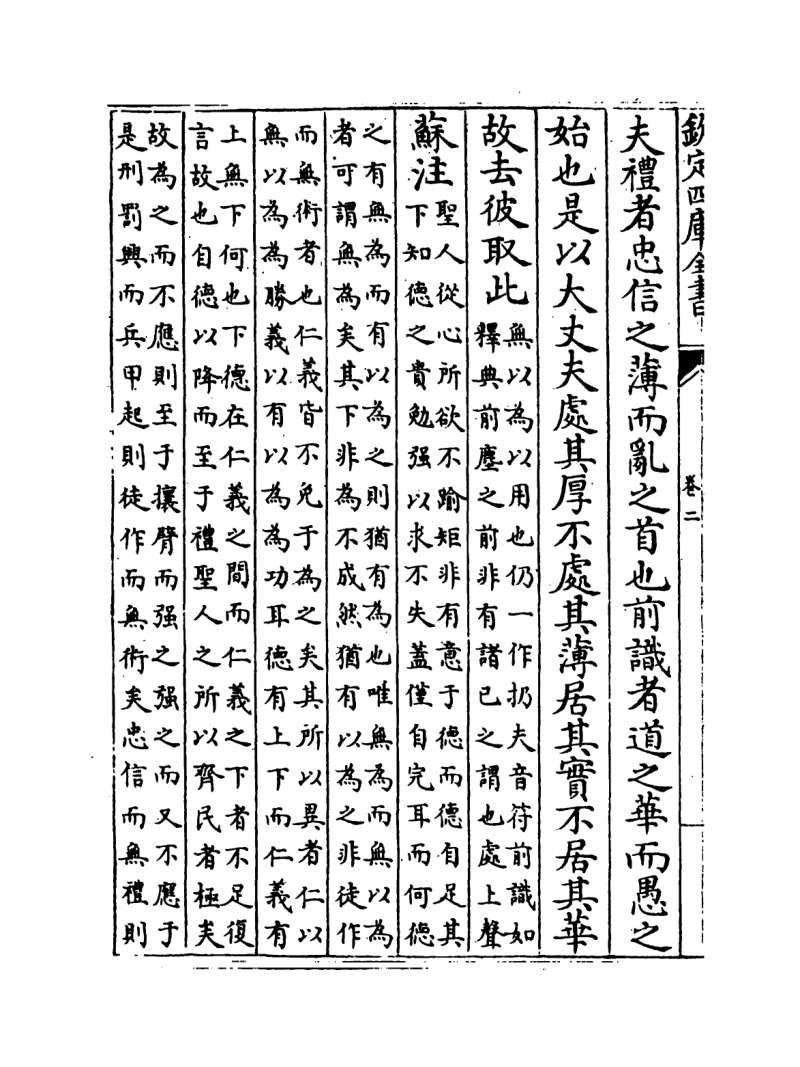 欽定四庫全書
卷二
夫禮者忠信之薄而亂之首也前識者道之華而愚之
始也是以大丈夫處其厚不處其薄居其實不居其華
故去彼取此
無以為以用也仍一作扔夫音符前識如
釋典前塵之前非有諸已之謂也處上聲
蘇注
聖人從心所欲不踰矩非有意于德而德自足其
下知德之貴勉强以求不失蓋僅自完耳而何德
之有無為而有以為之則猶有為也唯無為而無以為
者可謂無為矣其下非為不成然猶有以為之非徒作
而無術者也仁義皆不免于為之矣其所以異者仁以
無以為為勝義以有以為為功耳德有上下而仁義有
上無下何也下德在仁義之間而仁義之下者不足復
言故也自德以降而至于禮聖人之所以齊民者極矣
故為之而不應則至于攘臂而强之强之而又不應于
是刑罰興而兵甲起則徒作而無術矣忠信而無禮則